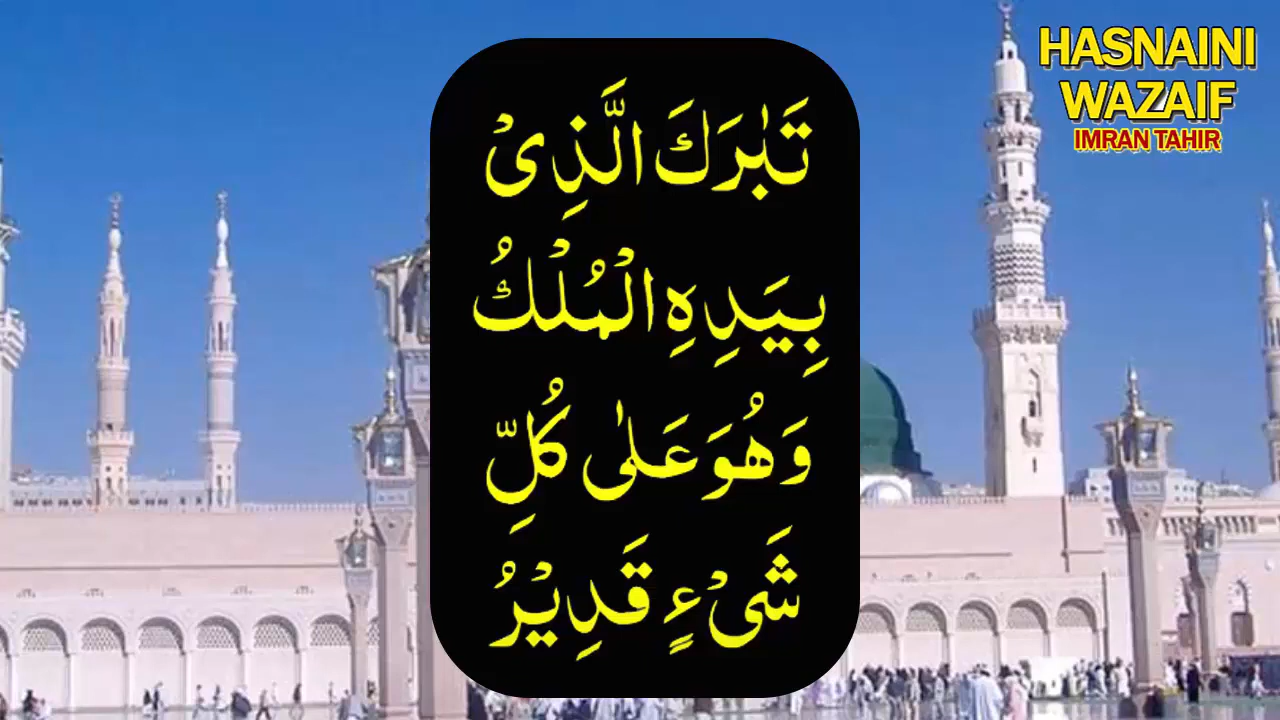 تَبٰرَكَ الَّذِیْ
بِیَدِهِ الْمُلْكُ
وَهُوَ عَلٰی كُلِّ
شَیْءٍ قَدِیْرُ
HASNAINI
WAZAIF
IMRAN TAHIR